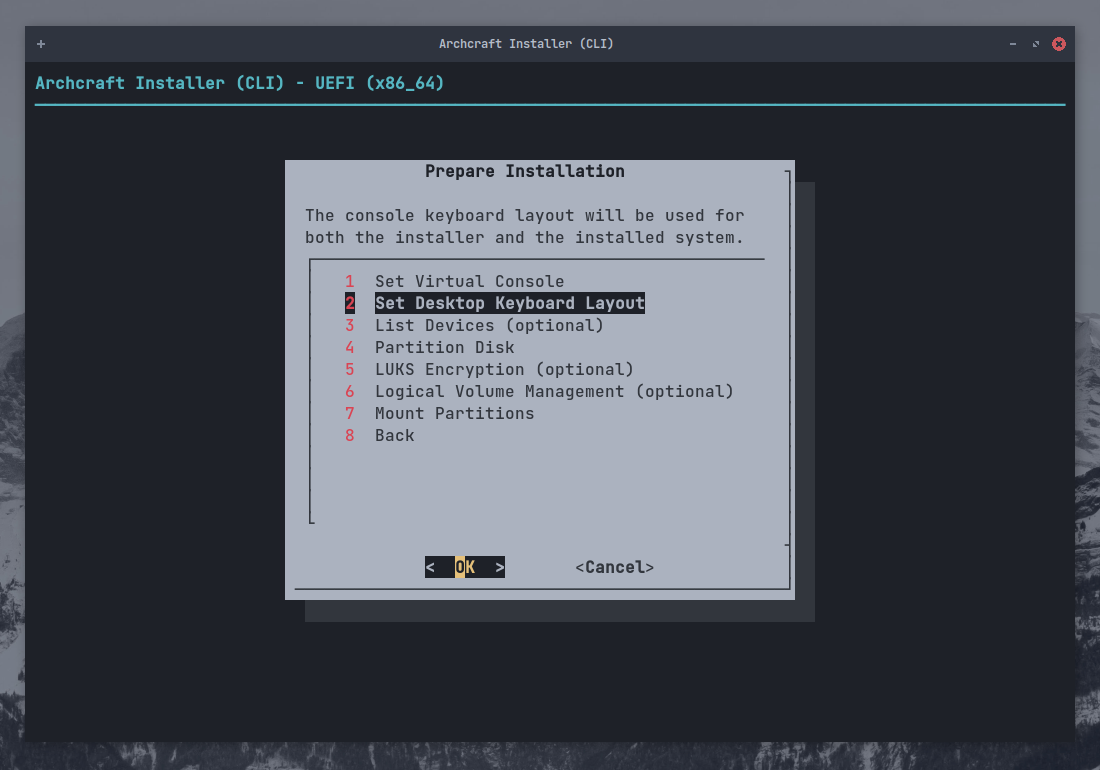 Archcraft Installer (CLI)
Archcraft Installer (CLI) - UEFI (x86_64)
Prepare Installation
The console keyboard layout will be used for
both the installer and the installed system.
1 Set Virtual Console
2 Set Desktop Keyboard Layout
3 List Devices (optional)
4 Partition Disk
5 LUKS Encryption (optional)
6 Logical Volume Management (optional)
7 Mount Partitions
8 Back
< OK > <Cancel>